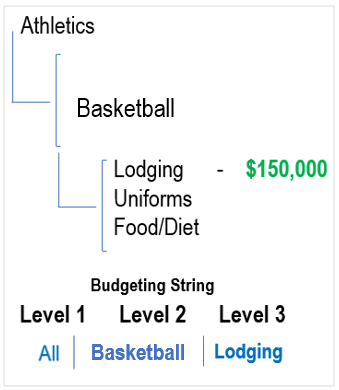 Athletics
Basketball
Lodging - $150,000
Uniforms
Food/Diet
Budgeting String
Level 1 Level 2 Level 3
All Basketball Lodging